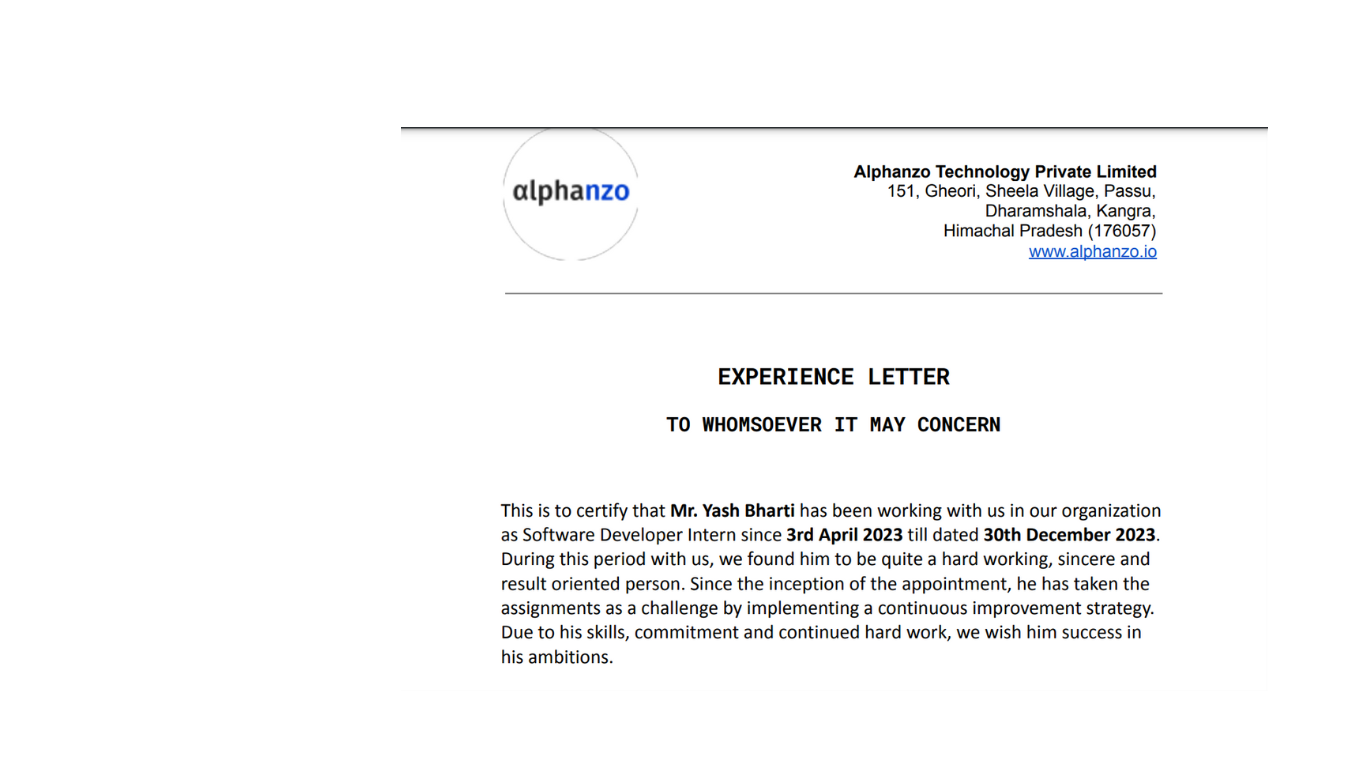 αlphanzo
Alphanzo Technology Private Limited
151, Gheori, Sheela Village, Passu,
Dharamshala, Kangra,
Himachal Pradesh (176057)
www.alphanzo.io
EXPERIENCE LETTER
TO WHOMSOEVER IT MAY CONCERN
This is to certify that Mr. Yash Bharti has been working with us in our organization
as Software Developer Intern since 3rd April 2023 till dated 30th December 2023.
During this period with us, we found him to be quite a hard working, sincere and
result oriented person. Since the inception of the appointment, he has taken the
assignments as a challenge by implementing a continuous improvement strategy.
Due to his skills, commitment and continued hard work, we wish him success in
his ambitions.